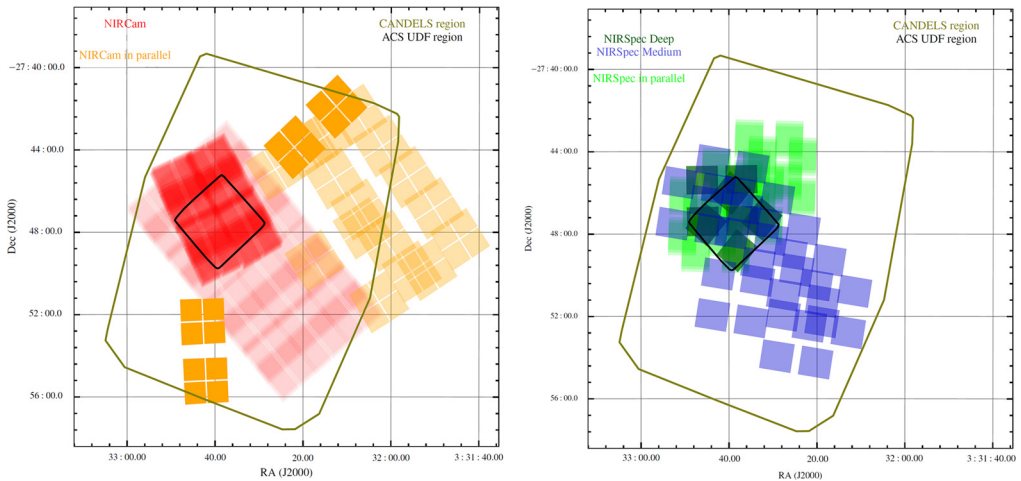 NIRCam
CANDELS region
ACS UDF region
NIRCam in parallel
−27:40:00.0
44:00.0
48:00.0
52:00.0
56:00.0
Dec (J2000)
33:00.00
40.00
20.00
32:00.00
3:31:40.00
RA (J2000)
CANDELS region
NIRSpec Deep
ACS UDF region
NIRSpec Medium
NIRSpec in parallel
−27:40:00.0
44:00.0
48:00.0
52:00.0
56:00.0
Dec (J2000)
33:00.00
40.00
20.00
32:00.00
3:31:40.00
RA (J2000)